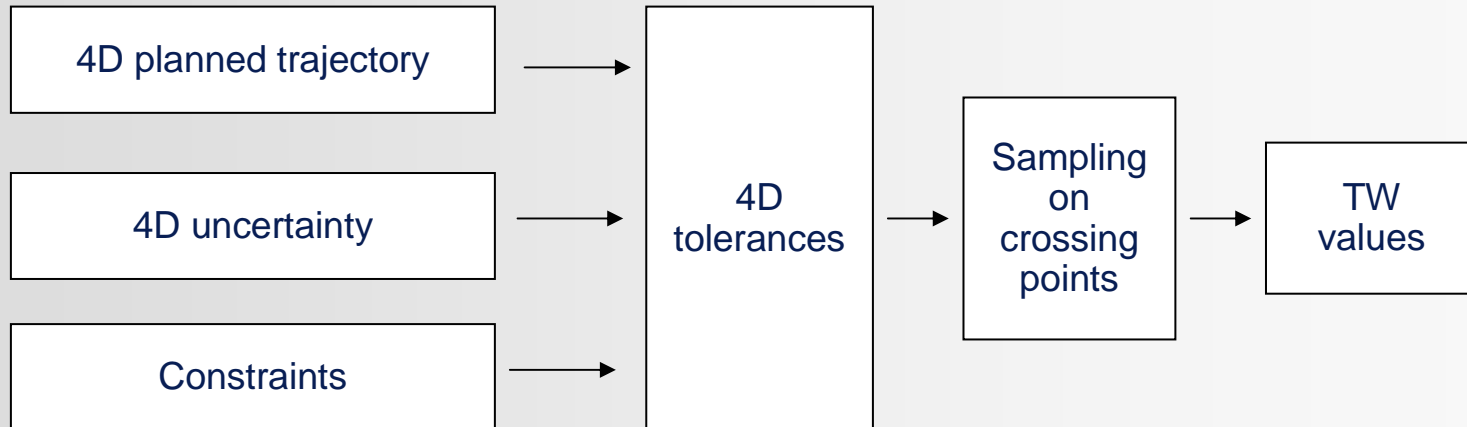 4D planned trajectory
4D uncertainty
Constraints
4D
tolerances
Sampling
on
crossing
points
TW
values